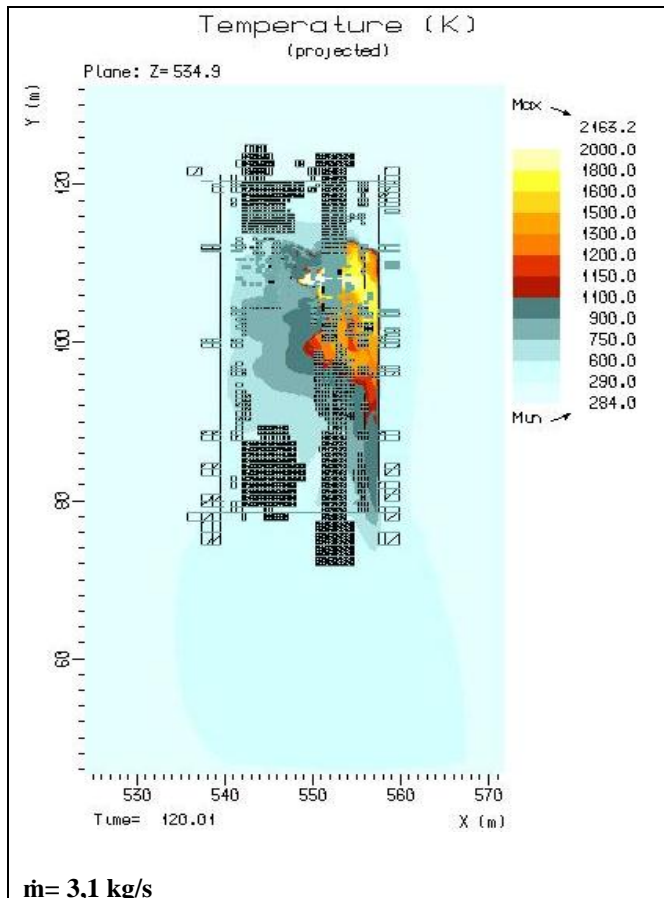 Temperature (K)
(projected)
Plane: Z=534.9
Y (m)
Max
2163.2
2000.0
1800.0
1600.0
1500.0
1300.0
1200.0
1150.0
1100.0
900.0
750.0
600.0
290.0
284.0
Min
120
100
80
60
530 540 550 560 570
Time= 120.01 X (m)
ṁ= 3,1 kg/s